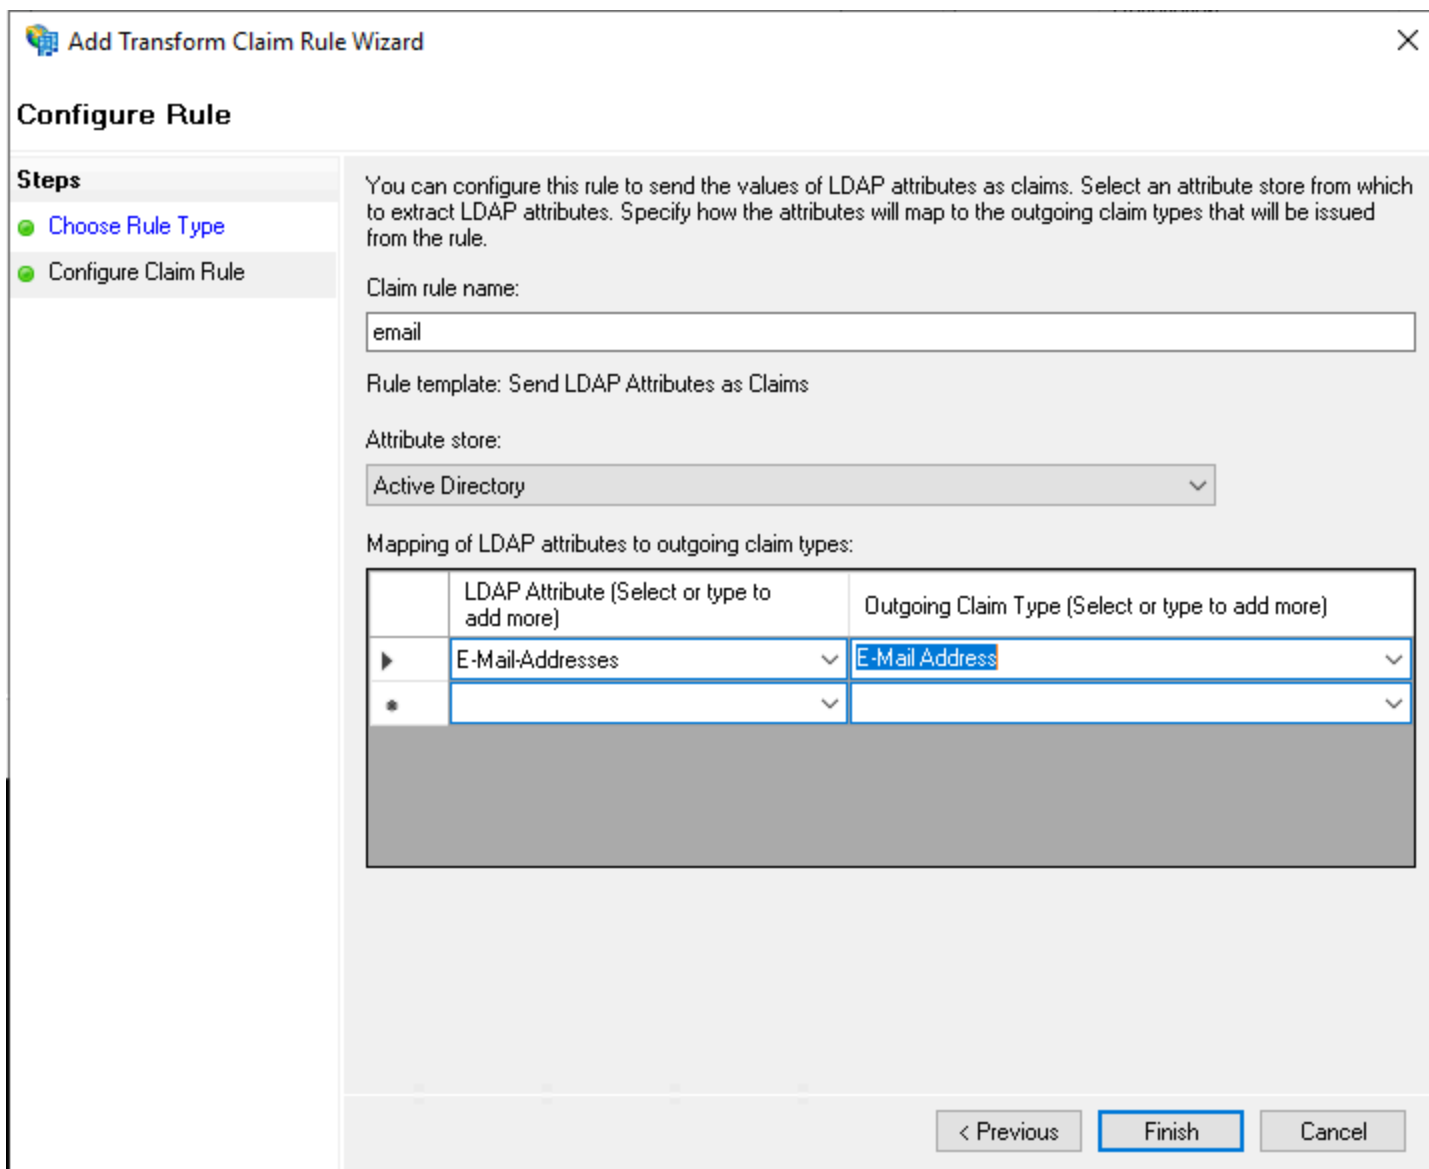 Add Transform Claim Rule Wizard
Configure Rule
Steps
Choose Rule Type
Configure Claim Rule
You can configure this rule to send the values of LDAP attributes as claims. Select an attribute store from which
to extract LDAP attributes. Specify how the attributes will map to the outgoing claim types that will be issued
from the rule.
Claim rule name:
email
Rule template: Send LDAP Attributes as Claims
Attribute store:
Active Directory
Mapping of LDAP attributes to outgoing claim types:
LDAP Attribute (Select or type to
add more)
Outgoing Claim Type (Select or type to add more)
E-Mail-Addresses
E-Mail Address
< Previous
Finish
Cancel